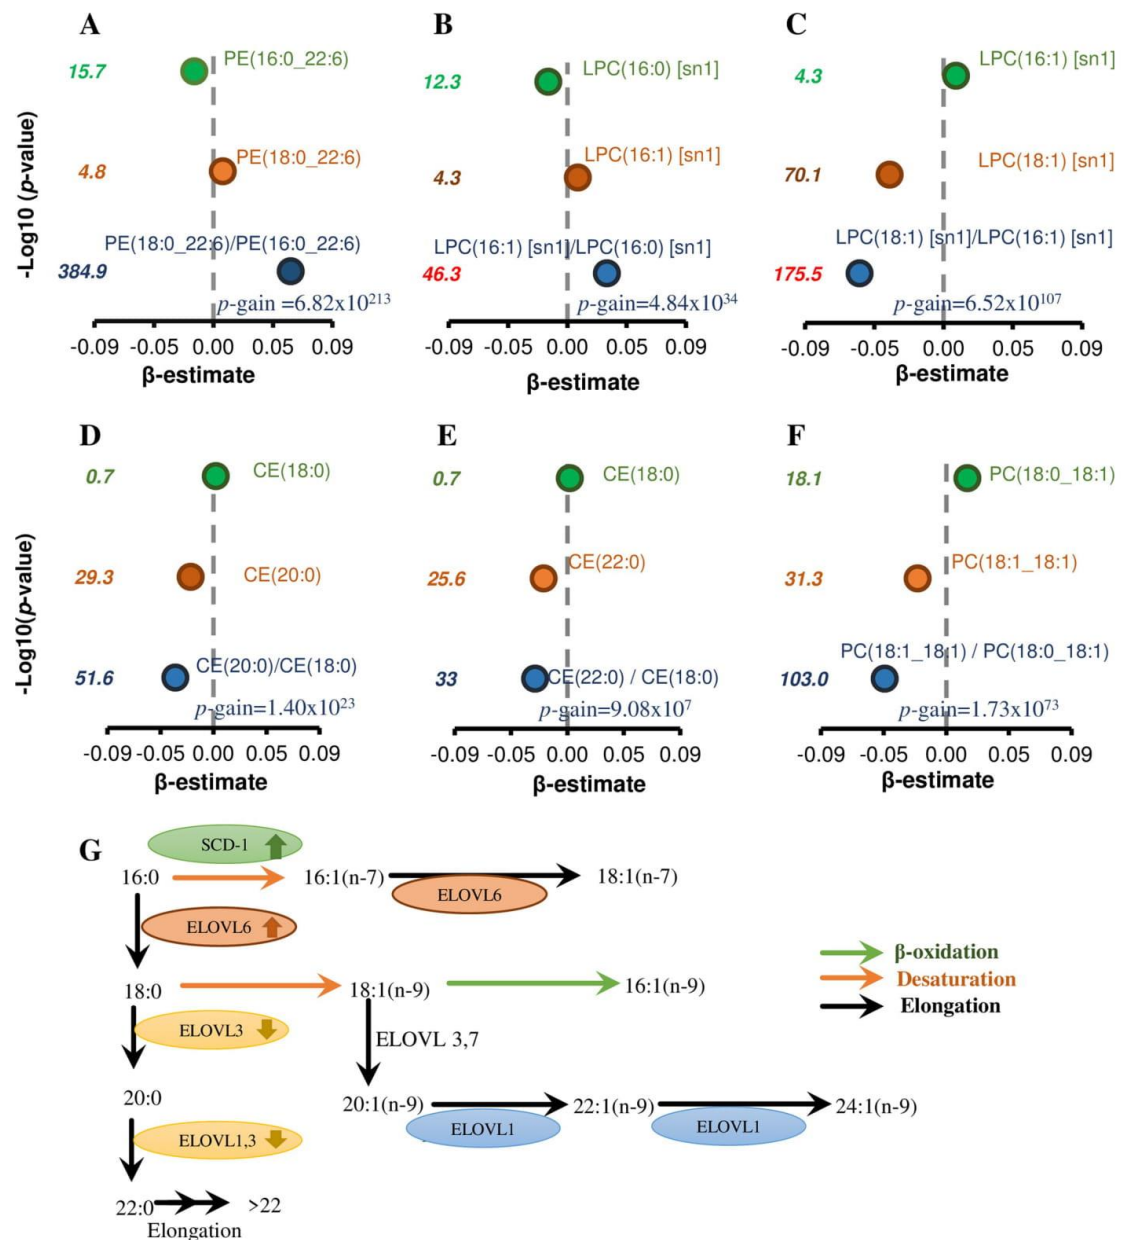 A
-Log10 (p-value)
15.7
PE(16:0_22:6)
4.8
PE(18:0_22:6)
PE(18:0_22:6)/PE(16:0_22:6)
384.9
p-gain =6.82x10²¹³
-0.09 -0.05 0.00 0.05 0.09
β-estimate
B
12.3
LPC(16:0) [sn1]
4.3
LPC(16:1) [sn1]
LPC(16:1) [sn1]/LPC(16:0) [sn1]
46.3
p-gain=4.84x10³⁴
-0.09 -0.05 0.00 0.05 0.09
β-estimate
C
4.3
LPC(16:1) [sn1]
70.1
LPC(18:1) [sn1]
LPC(18:1) [sn1]/LPC(16:1) [sn1]
175.5
p-gain=6.52x10¹⁰⁷
-0.09 -0.05 0.00 0.05 0.09
β-estimate
D
-Log10(p-value)
0.7
CE(18:0)
29.3
CE(20:0)
51.6
CE(20:0)/CE(18:0)
p-gain=1.40x10²³
-0.09 -0.05 0.00 0.05 0.09
β-estimate
E
0.7
CE(18:0)
25.6
CE(22:0)
33
CE(22:0) / CE(18:0)
p-gain=9.08x10⁷
-0.09 -0.05 0.00 0.05 0.09
β-estimate
F
18.1
PC(18:0_18:1)
31.3
PC(18:1_18:1)
PC(18:1_18:1) / PC(18:0_18:1)
103.0
p-gain=1.73x10⁷³
-0.09 -0.05 0.00 0.05 0.09
β-estimate
G
SCD-1
16:0 16:1(n-7) 18:1(n-7)
ELOVL6
ELOVL6
18:0 18:1(n-9) 16:1(n-9)
ELOVL3
ELOVL 3,7
20:0
20:1(n-9) 22:1(n-9) 24:1(n-9)
ELOVL1 ELOVL1
ELOVL1,3
22:0 >22
Elongation
β-oxidation
Desaturation
Elongation